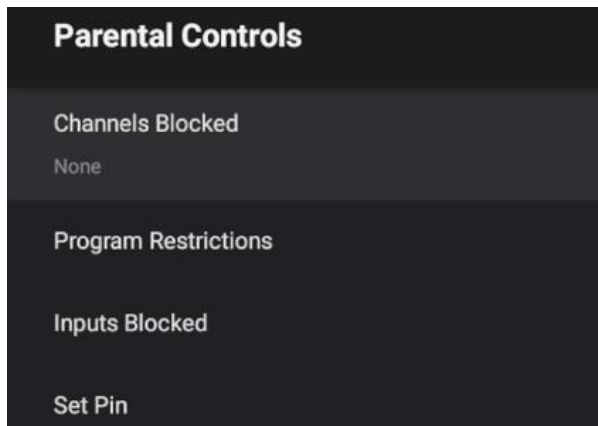 Parental Controls
Channels Blocked
None
Program Restrictions
Inputs Blocked
Set Pin